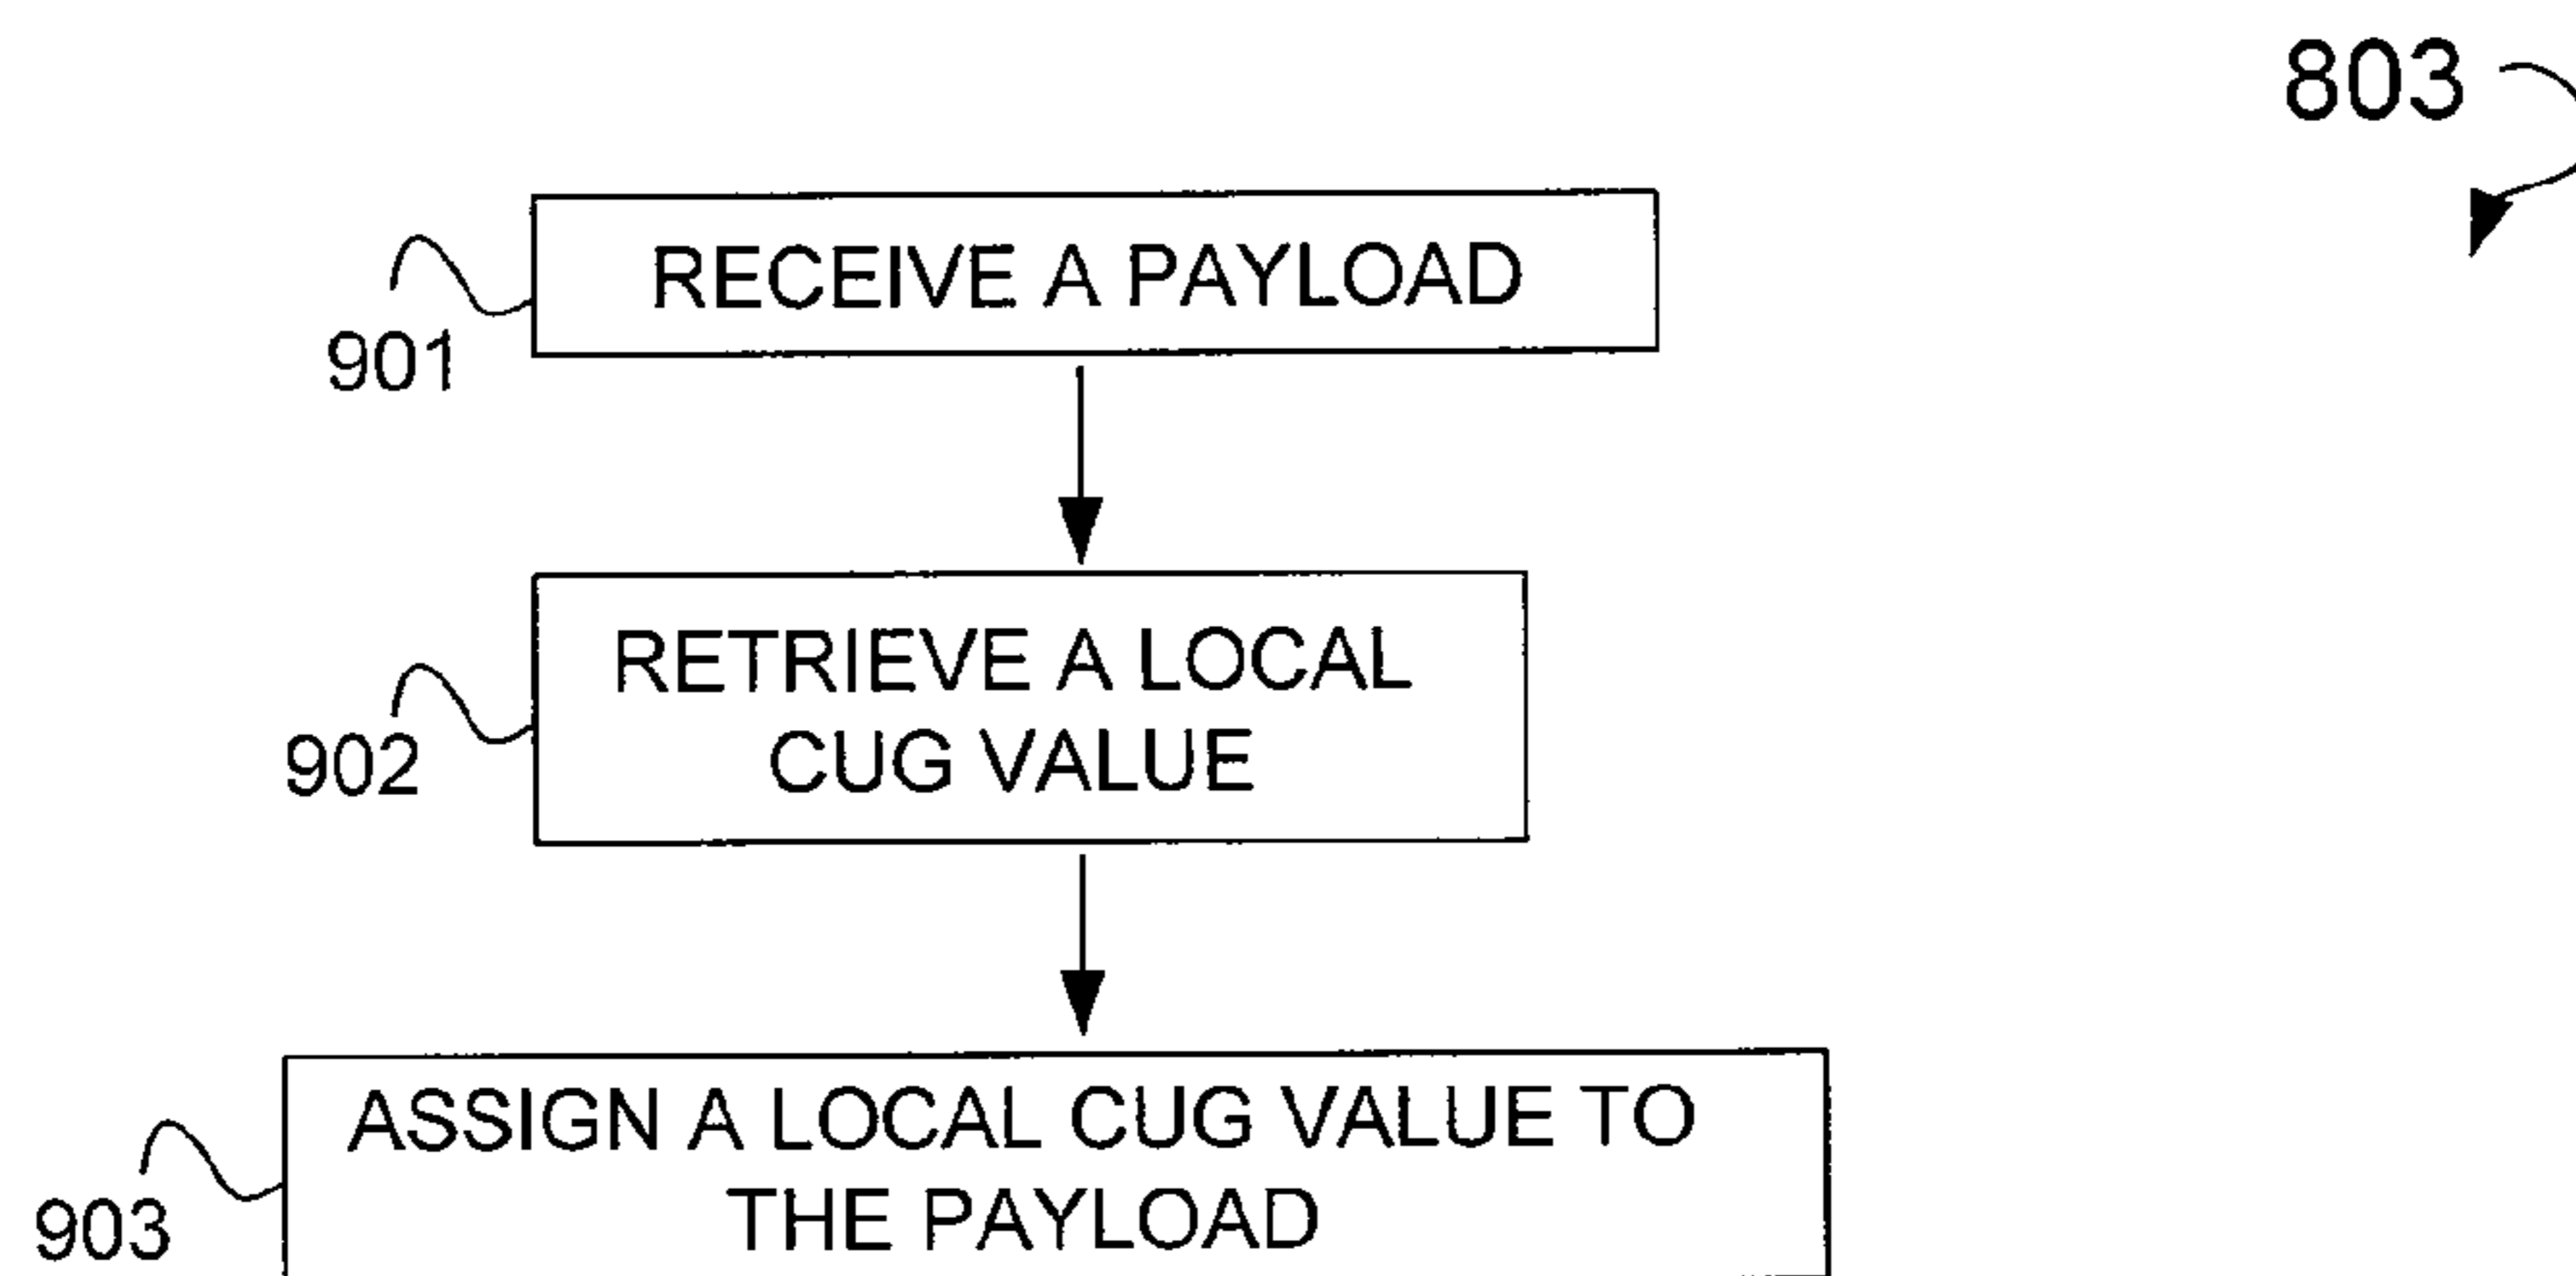 803
RECEIVE A PAYLOAD
901
RETRIEVE A LOCAL
CUG VALUE
902
ASSIGN A LOCAL CUG VALUE TO
THE PAYLOAD
903